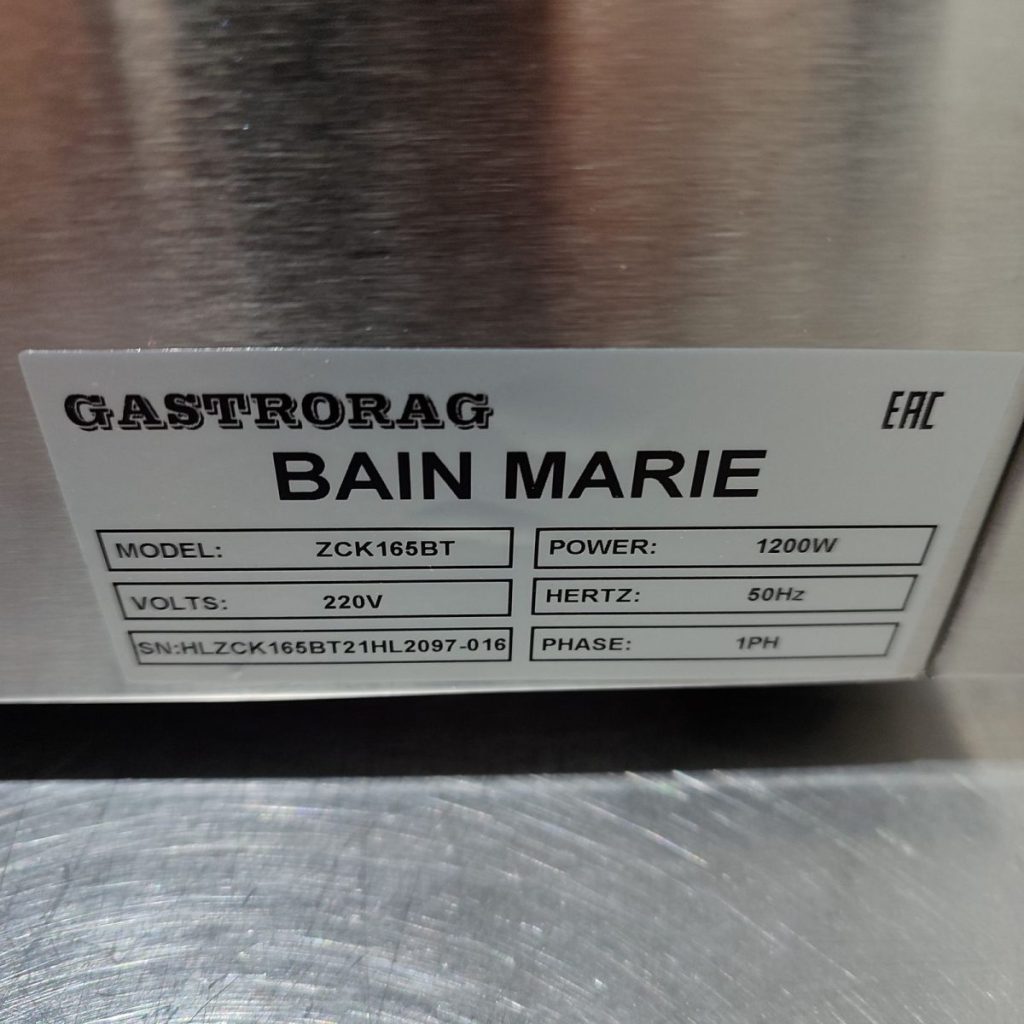 GASTRORAG EAC
BAIN MARIE
MODEL: ZCK165BT POWER: 1200W
VOLTS: 220V HERTZ: 50Hz
SN:HLZCK165BT21HL2097-016 PHASE: 1PH